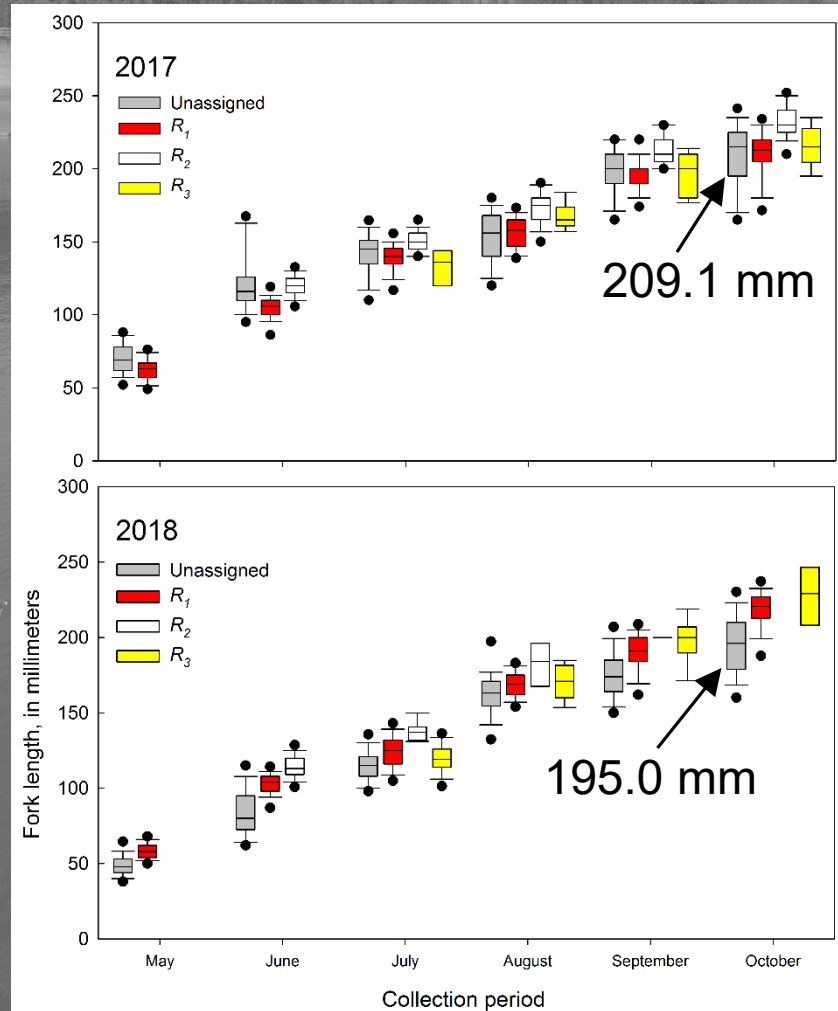 300
2017
250
Unassigned
R1
R2
200
R3
150
209.1 mm
100
50
0
300
2018
250
Unassigned
R1
R2
200
R3
150
195.0 mm
100
50
0
Fork length, in millimeters
May June July August September October
Collection period